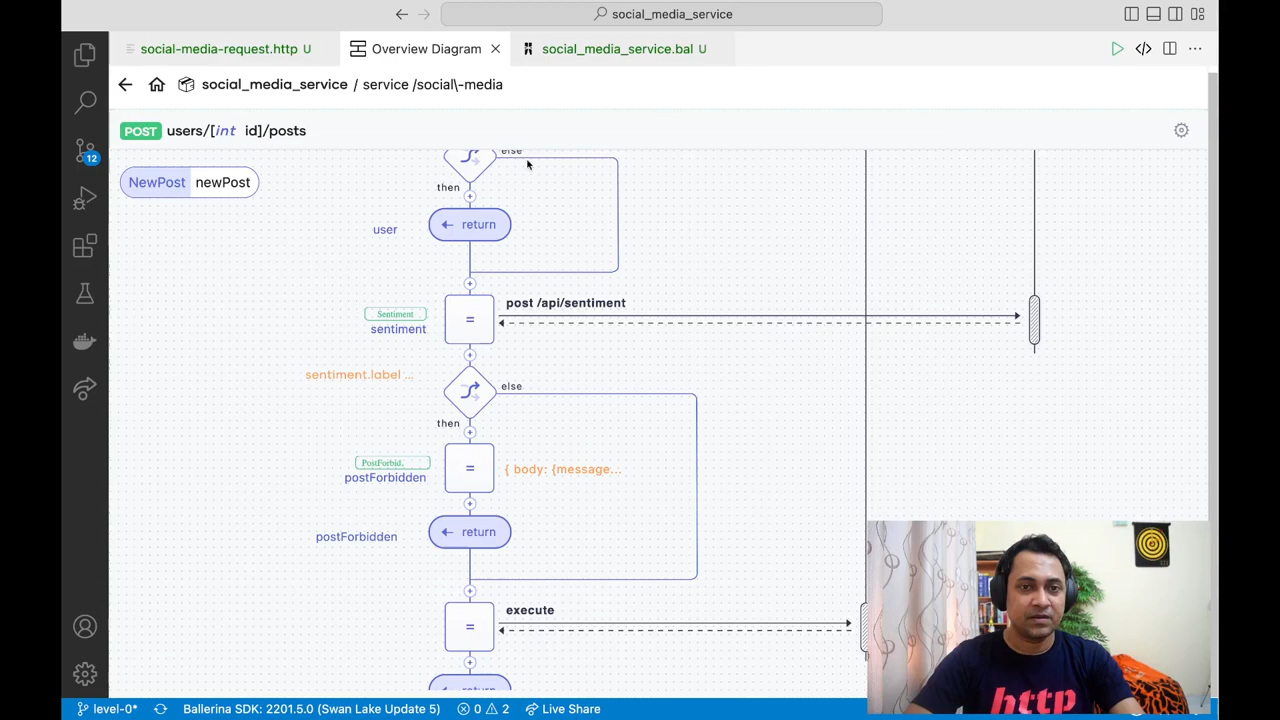 social_media_service
social-media-request.http U
Overview Diagram
social_media_service.bal U
social_media_service / service /social\-media
POST users/[int id]/posts
NewPost newPost
else
then
return
user
post /api/sentiment
Sentiment
=
sentiment
sentiment.label ...
else
then
PostForbid.
=
{ body: {message...
postForbidden
return
postForbidden
execute
=
return
12
level-0*
Ballerina SDK: 2201.5.0 (Swan Lake Update 5)
0
2
Live Share
http